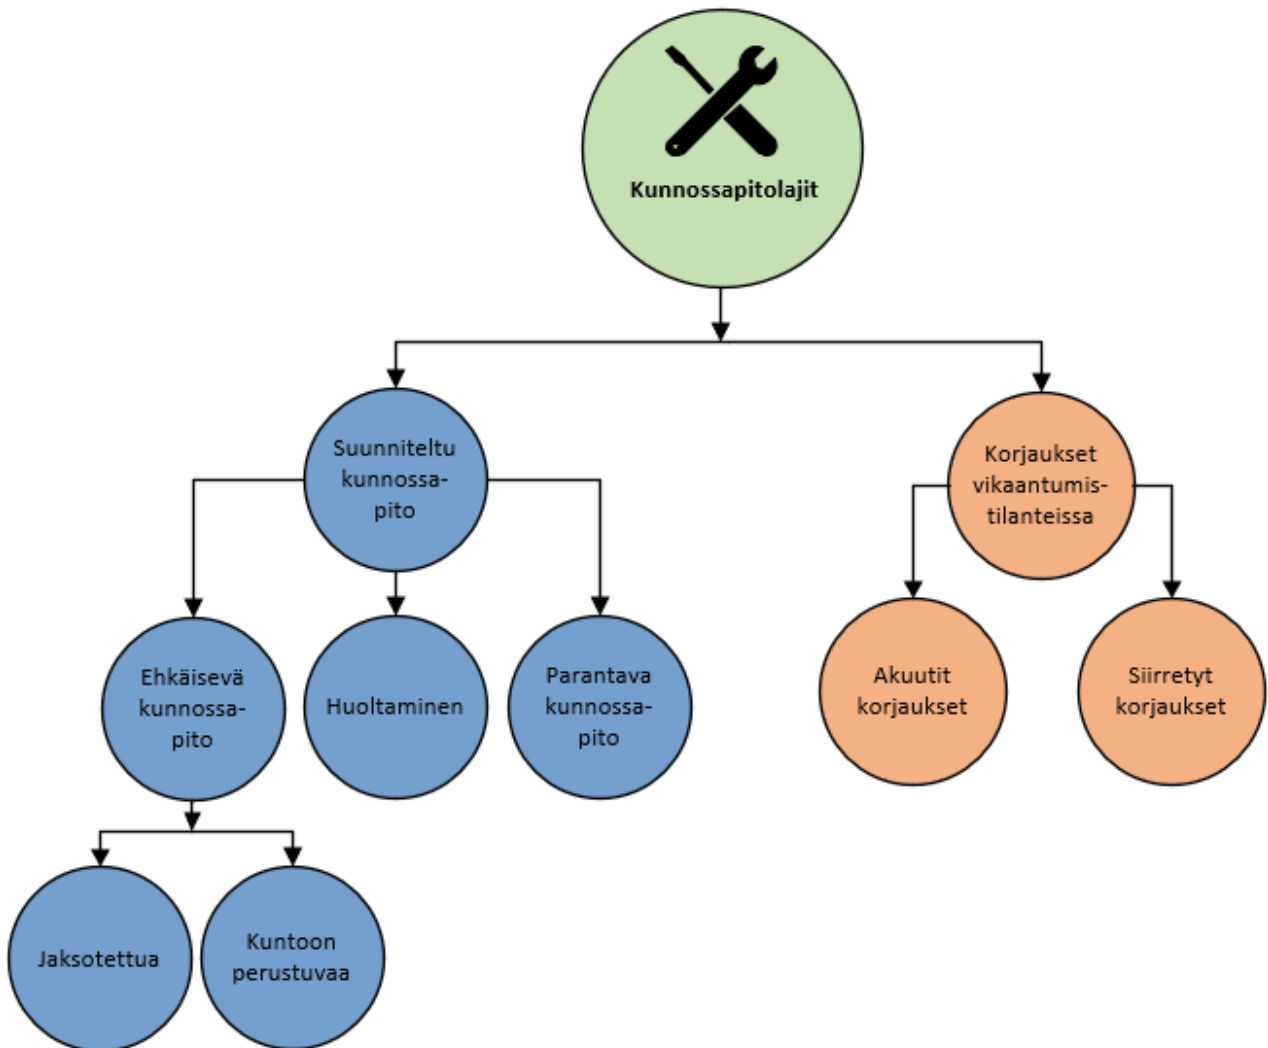 Kunnossapitolajit
Suunniteltu
kunnossa-
pito
Korjaukset
vikaantumis-
tilanteissa
Ehkäisevä
kunnossa-
pito
Huoltaminen
Parantava
kunnossa-
pito
Akuutit
korjaukset
Siirretyt
korjaukset
Jaksotettua
Kuntoon
perustuvaa